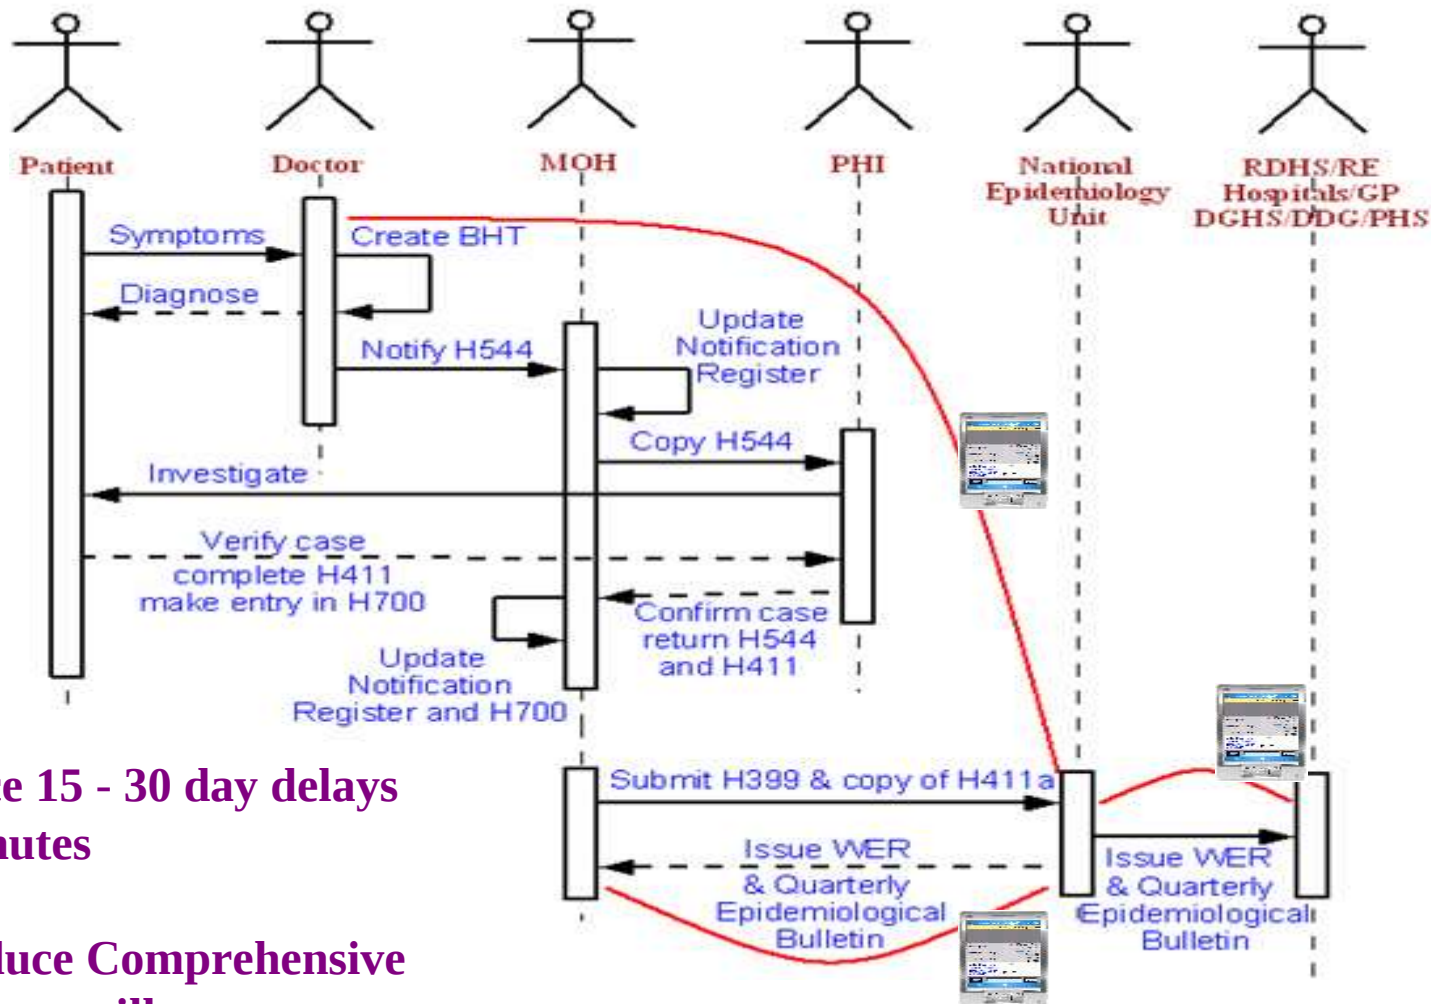 Patient
Doctor
MOH
PHI
National
Epidemiology
Unit
RDHS/RE
Hospitals/GP
DGHS/DDG/PHS
Symptoms
Create BHT
Diagnose
Notify H544
Update
Notification
Register
Copy H544
Investigate
Verify case
complete H411
make entry in H700
Confirm case
return H544
and H411
Update
Notification
Register and H700
15 - 30 day delays
Submit H399 & copy of H411a
Issue WER
& Quarterly
Epidemiological
Bulletin
Issue WER
& Quarterly
Epidemiological
Bulletin
Comprehensive